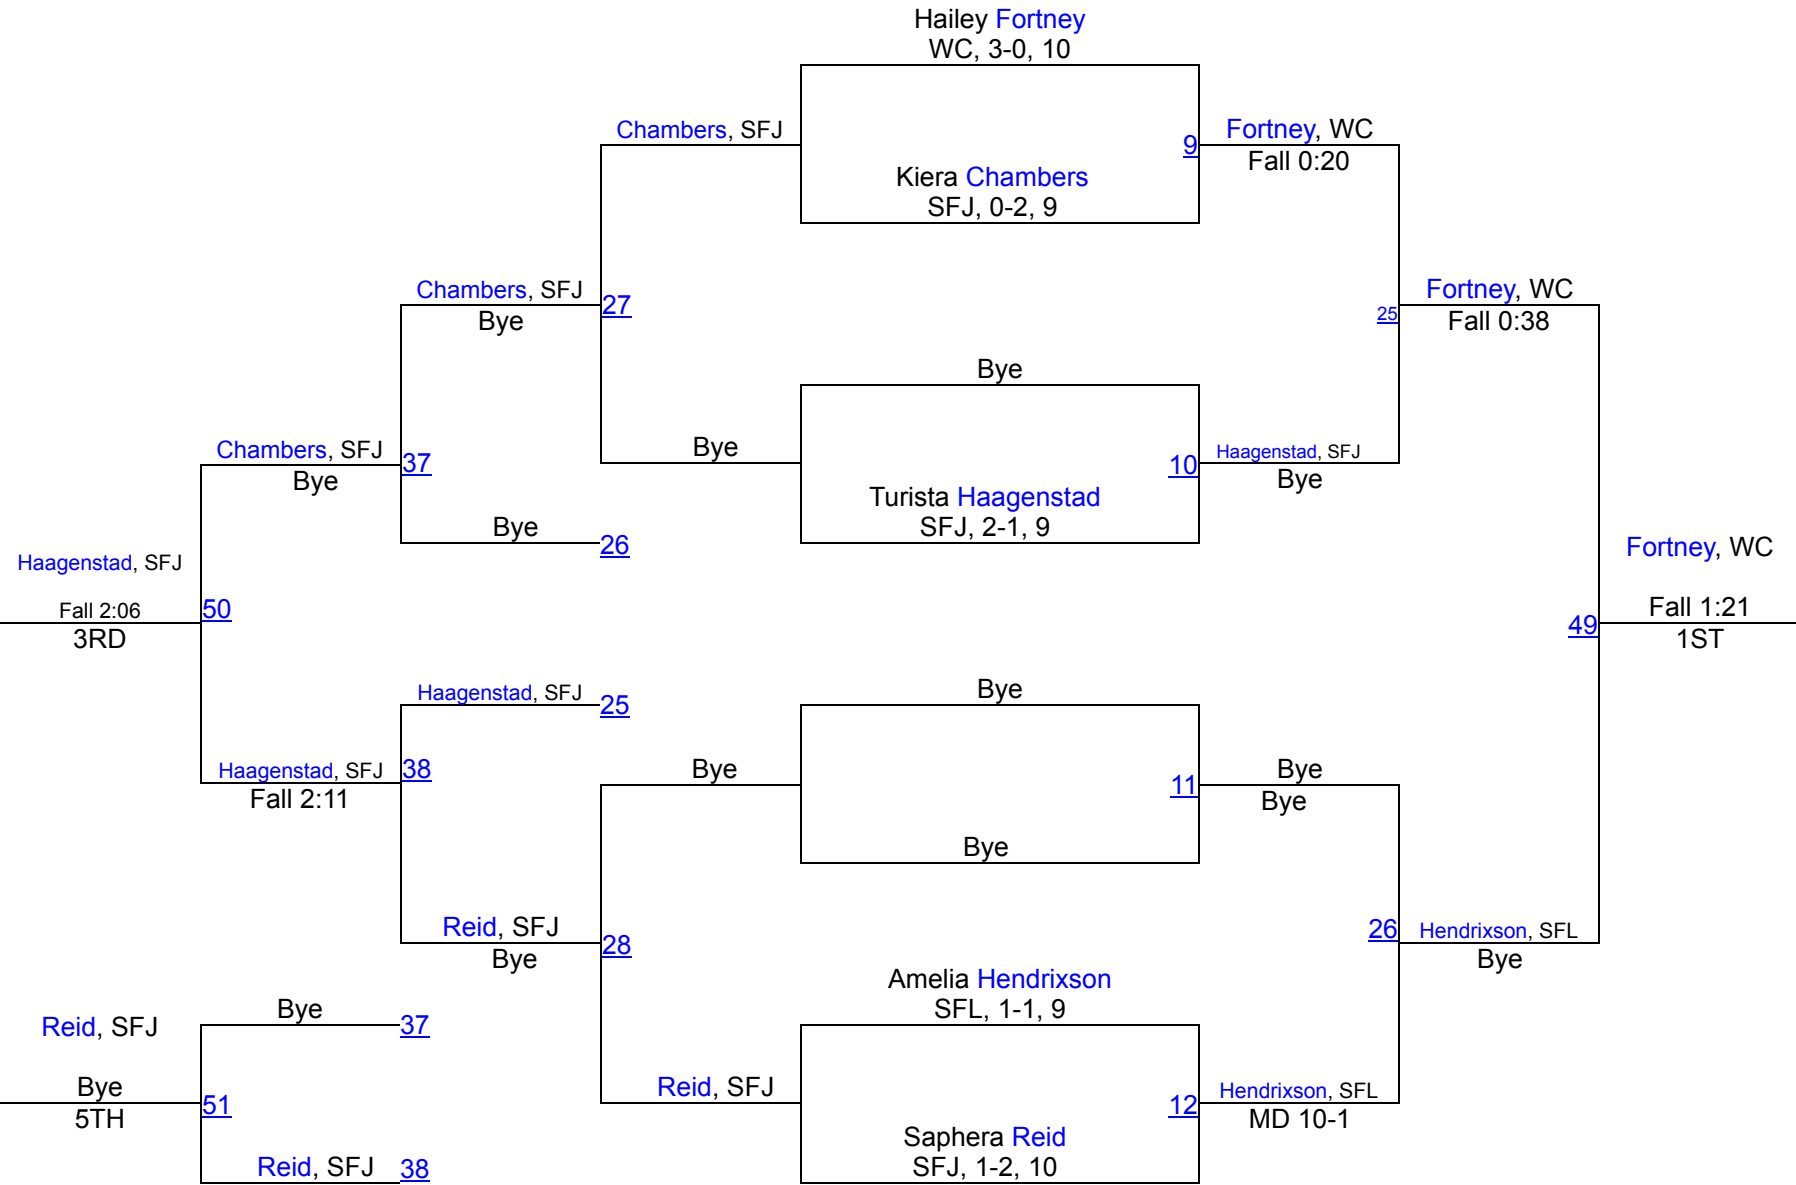 Hailey Fortney
WC, 3-0, 10
Chambers, SFJ
9
Fortney, WC
Fall 0:20
Kiera Chambers
SFJ, 0-2, 9
Chambers, SFJ
Bye
27
25
Fortney, WC
Fall 0:38
Bye
Chambers, SFJ
Bye
37
Bye
10
Haagenstad, SFJ
Bye
Turista Haagenstad
SFJ, 2-1, 9
Bye
26
Haagenstad, SFJ
Fall 2:06
3RD
50
Fortney, WC
Fall 1:21
1ST
49
Haagenstad, SFJ
25
Bye
Haagenstad, SFJ
Fall 2:11
38
Bye
11
Bye
Bye
Bye
Reid, SFJ
Bye
28
26
Hendrixson, SFL
Bye
Amelia Hendrixson
SFL, 1-1, 9
Reid, SFJ
Bye
5TH
Bye
37
51
Reid, SFJ
12
Hendrixson, SFL
MD 10-1
Saphera Reid
SFJ, 1-2, 10
Reid, SFJ
38